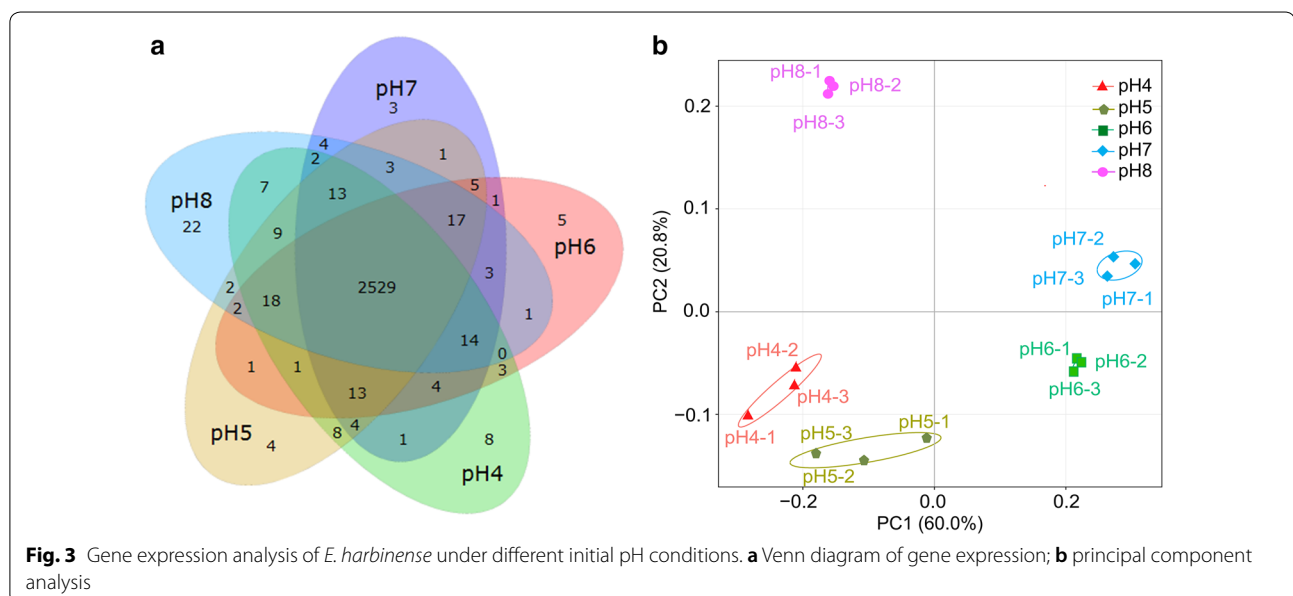 a
pH7
3
4
2
3
1
5
1
7
13
17
5
pH8
22
pH6
9
3
2
2
18
2529
1
14
0
3
1
1
4
13
pH5
4
8
4
1
8
pH4
b
pH8-1
pH8-2
pH8-3
pH4
pH5
pH6
pH7
pH8
0.2
0.1
0.0
−0.1
PC2 (20.8%)
pH7-2
pH7-3
pH7-1
pH6-1
pH6-2
pH6-3
pH4-2
pH4-3
pH4-1
pH5-1
pH5-3
pH5-2
−0.2
0.0
0.2
PC1 (60.0%)
Fig. 3 Gene expression analysis of E. harbinense under different initial pH conditions. a Venn diagram of gene expression; b principal component
analysis